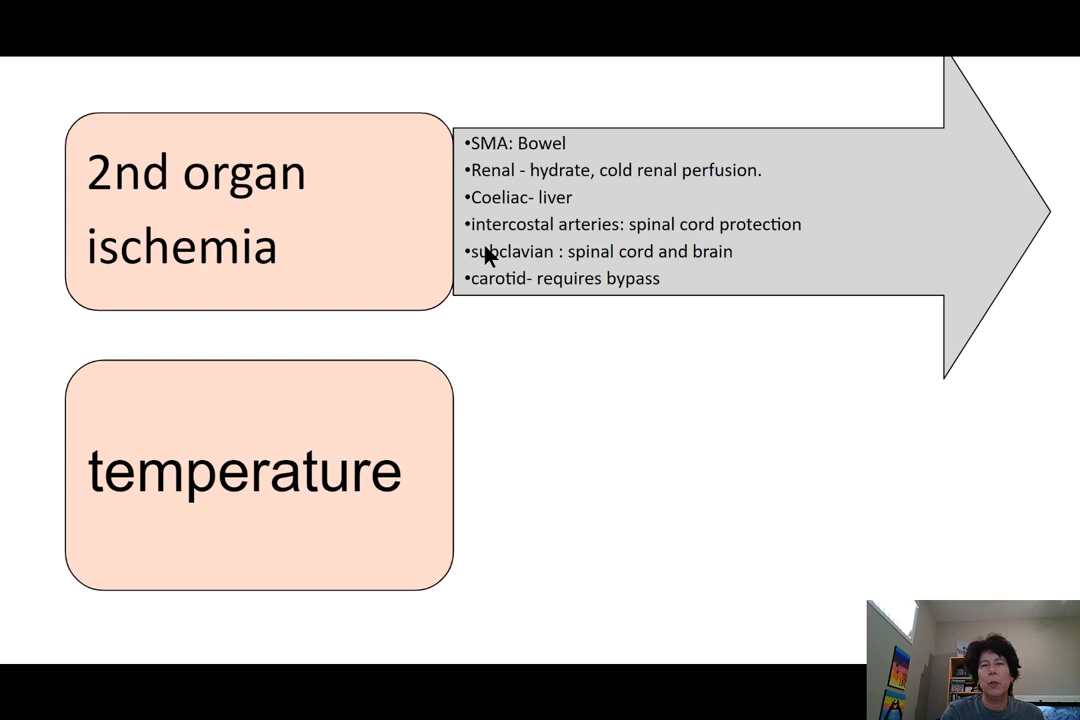 2nd organ
ischemia
•SMA: Bowel
•Renal - hydrate, cold renal perfusion.
•Coeliac- liver
•intercostal arteries: spinal cord protection
•subclavian : spinal cord and brain
•carotid- requires bypass
temperature